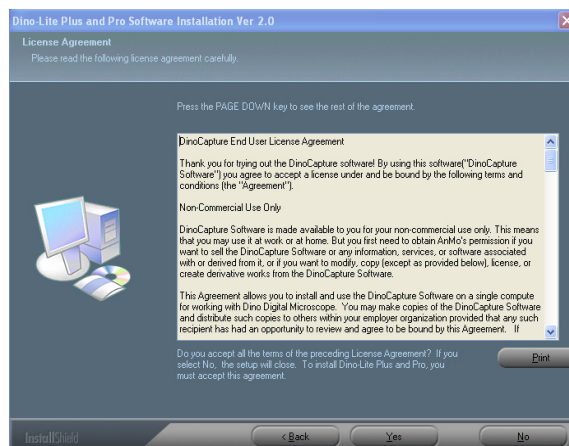 Dino-Lite Plus and Pro Software Installation Ver 2.0
License Agreement
Please read the following license agreement carefully.
Press the PAGE DOWN key to see the rest of the agreement.
DinoCapture End User License Agreement
Thank you for trying out the DinoCapture software! By using this software("DinoCapture
Software") you agree to accept a license under and be bound by the following terms and
conditions (the "Agreement").
Non-Commercial Use Only
DinoCapture Software is made available to you for your non-commercial use only. This means
that you may use it at work or at home. But you first need to obtain AnMo's permission if you
want to sell the DinoCapture Software or any information, services, or software associated
with or derived from it, or if you want to modify, copy (except as provided below), license, or
create derivative works from the DinoCapture Software.
This Agreement allows you to install and use the DinoCapture Software on a single compute
for working with Dino Digital Microscope. You may make copies of the DinoCapture Software
and distribute such copies to others within your employer organization provided that any such
recipient has had an opportunity to review and agree to be bound by this Agreement. If
Do you accept all the terms of the preceding License Agreement? If you
select No, the setup will close. To install Dino-Lite Plus and Pro, you
must accept this agreement.
Print
InstallShield
< Back
Yes
No